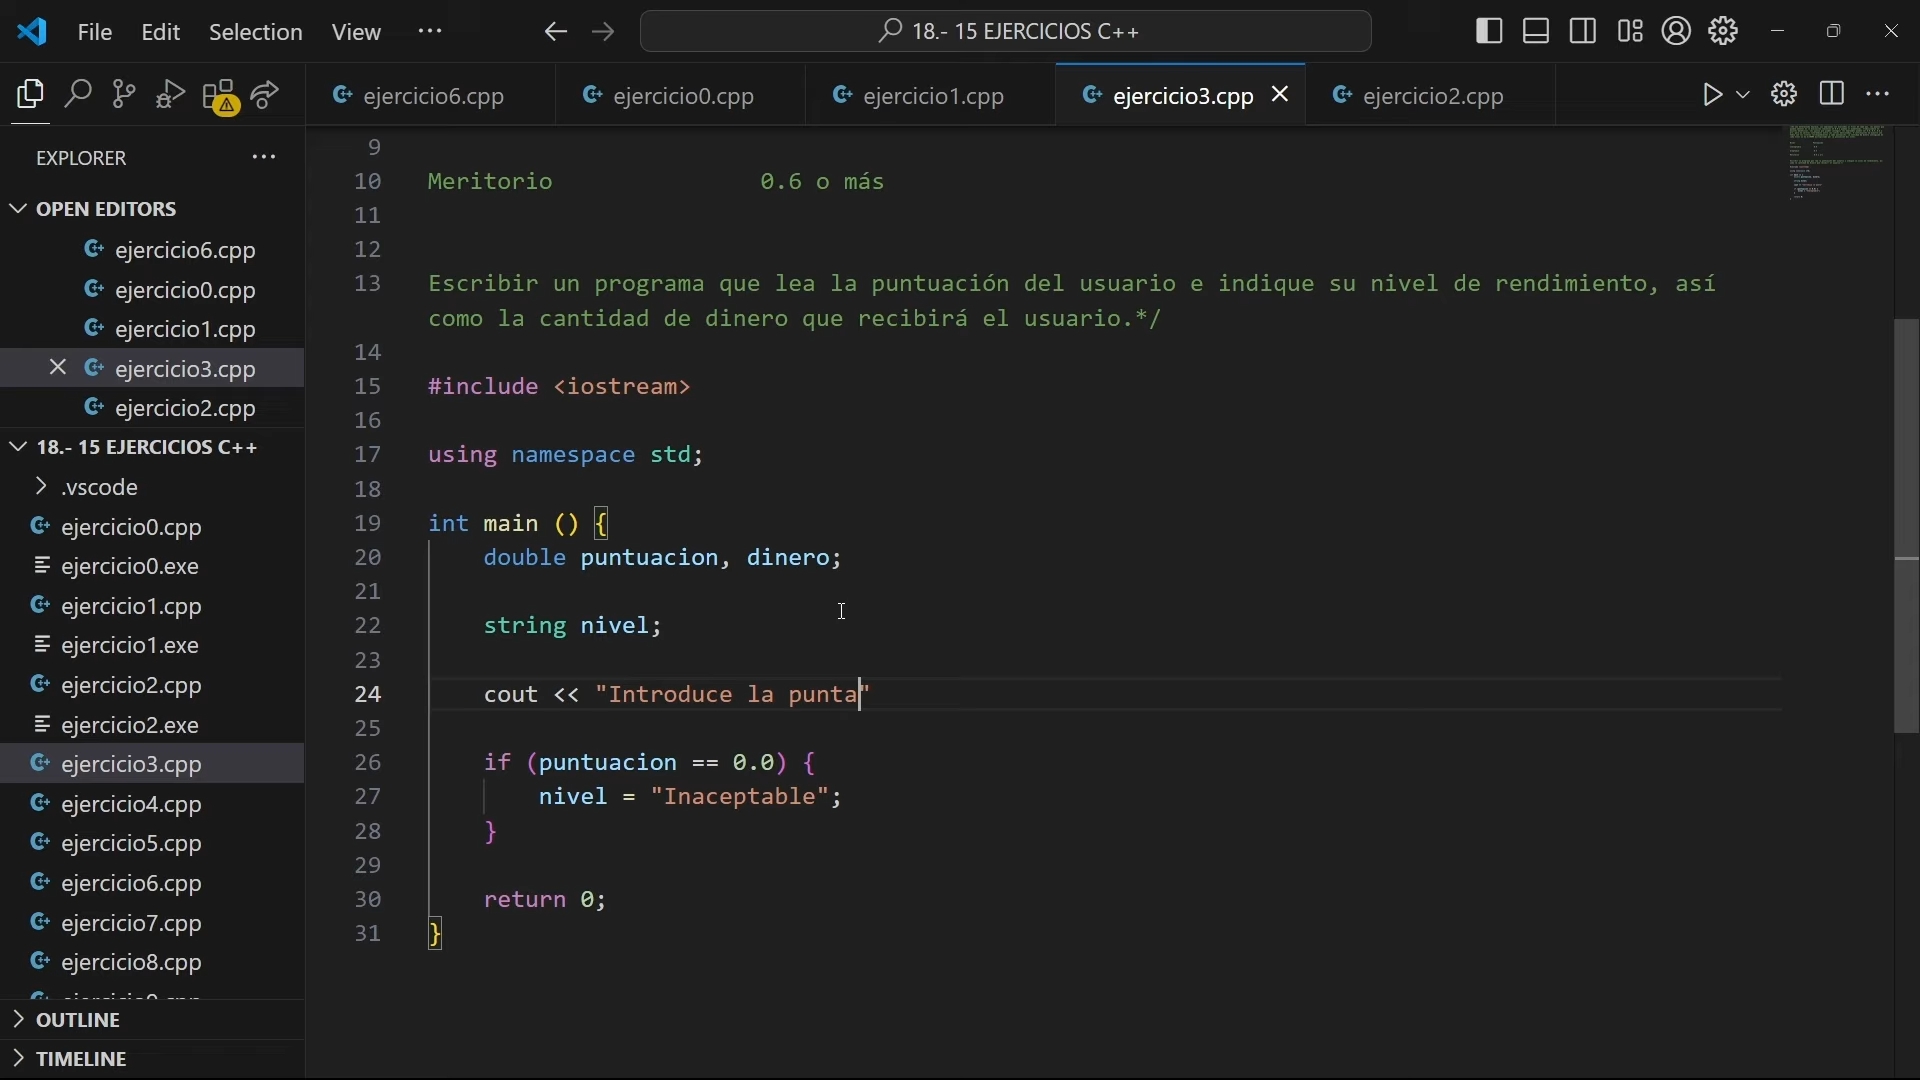 File Edit Selection View ··· 18.- 15 EJERCICIOS C++
ejercicio6.cpp ejercicio0.cpp ejercicio1.cpp ejercicio3.cpp ejercicio2.cpp
EXPLORER
OPEN EDITORS
ejercicio6.cpp
ejercicio0.cpp
ejercicio1.cpp
ejercicio3.cpp
ejercicio2.cpp
18.- 15 EJERCICIOS C++
.vscode
ejercicio0.cpp
ejercicio0.exe
ejercicio1.cpp
ejercicio1.exe
ejercicio2.cpp
ejercicio2.exe
ejercicio3.cpp
ejercicio4.cpp
ejercicio5.cpp
ejercicio6.cpp
ejercicio7.cpp
ejercicio8.cpp
OUTLINE
TIMELINE
9
10 Meritorio 0.6 o más
11
12
13 Escribir un programa que lea la puntuación del usuario e indique su nivel de rendimiento, así
como la cantidad de dinero que recibirá el usuario.*/
14
15 #include <iostream>
16
17 using namespace std;
18
19 int main () {
20 double puntuacion, dinero;
21
22 string nivel;
23
24 cout << "Introduce la punta"
25
26 if (puntuacion == 0.0) {
27 nivel = "Inaceptable";
28 }
29
30 return 0;
31 }